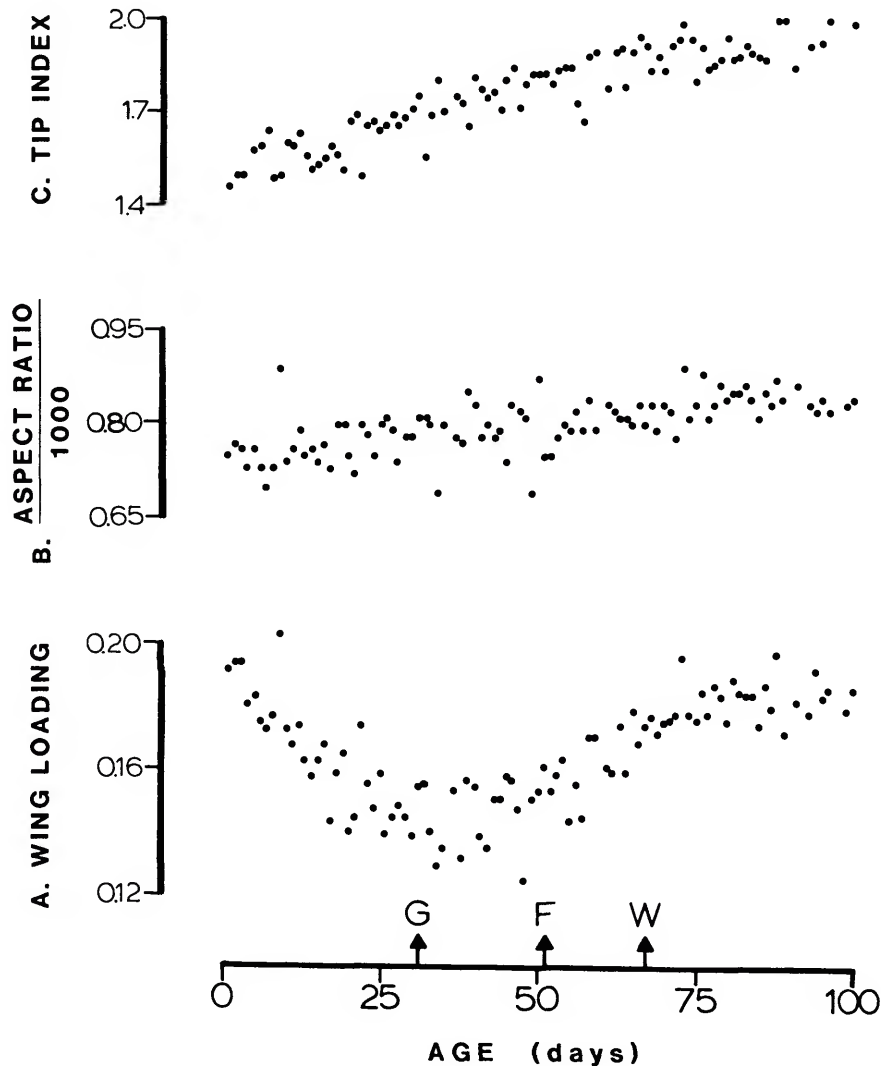 C. TIP INDEX
2.0
1.7
1.4
B. ASPECT RATIO
1000
0.95
0.80
0.65
A. WING LOADING
0.20
0.16
0.12
G F W
0 25 50 75 100
AGE (days)